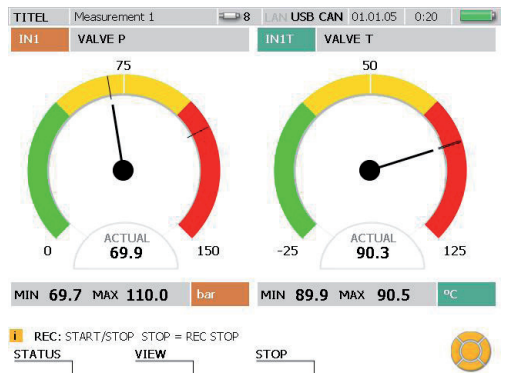 TITEL Measurement 1 8 LAN USB CAN 01.01.05 0:20
IN1 VALVE P IN1T VALVE T
75 50
ACTUAL ACTUAL
69.9 90.3
0 150 -25 125
MIN 69.7 MAX 110.0 bar MIN 89.9 MAX 90.5 ºC
i REC: START/STOP STOP = REC STOP
STATUS VIEW STOP